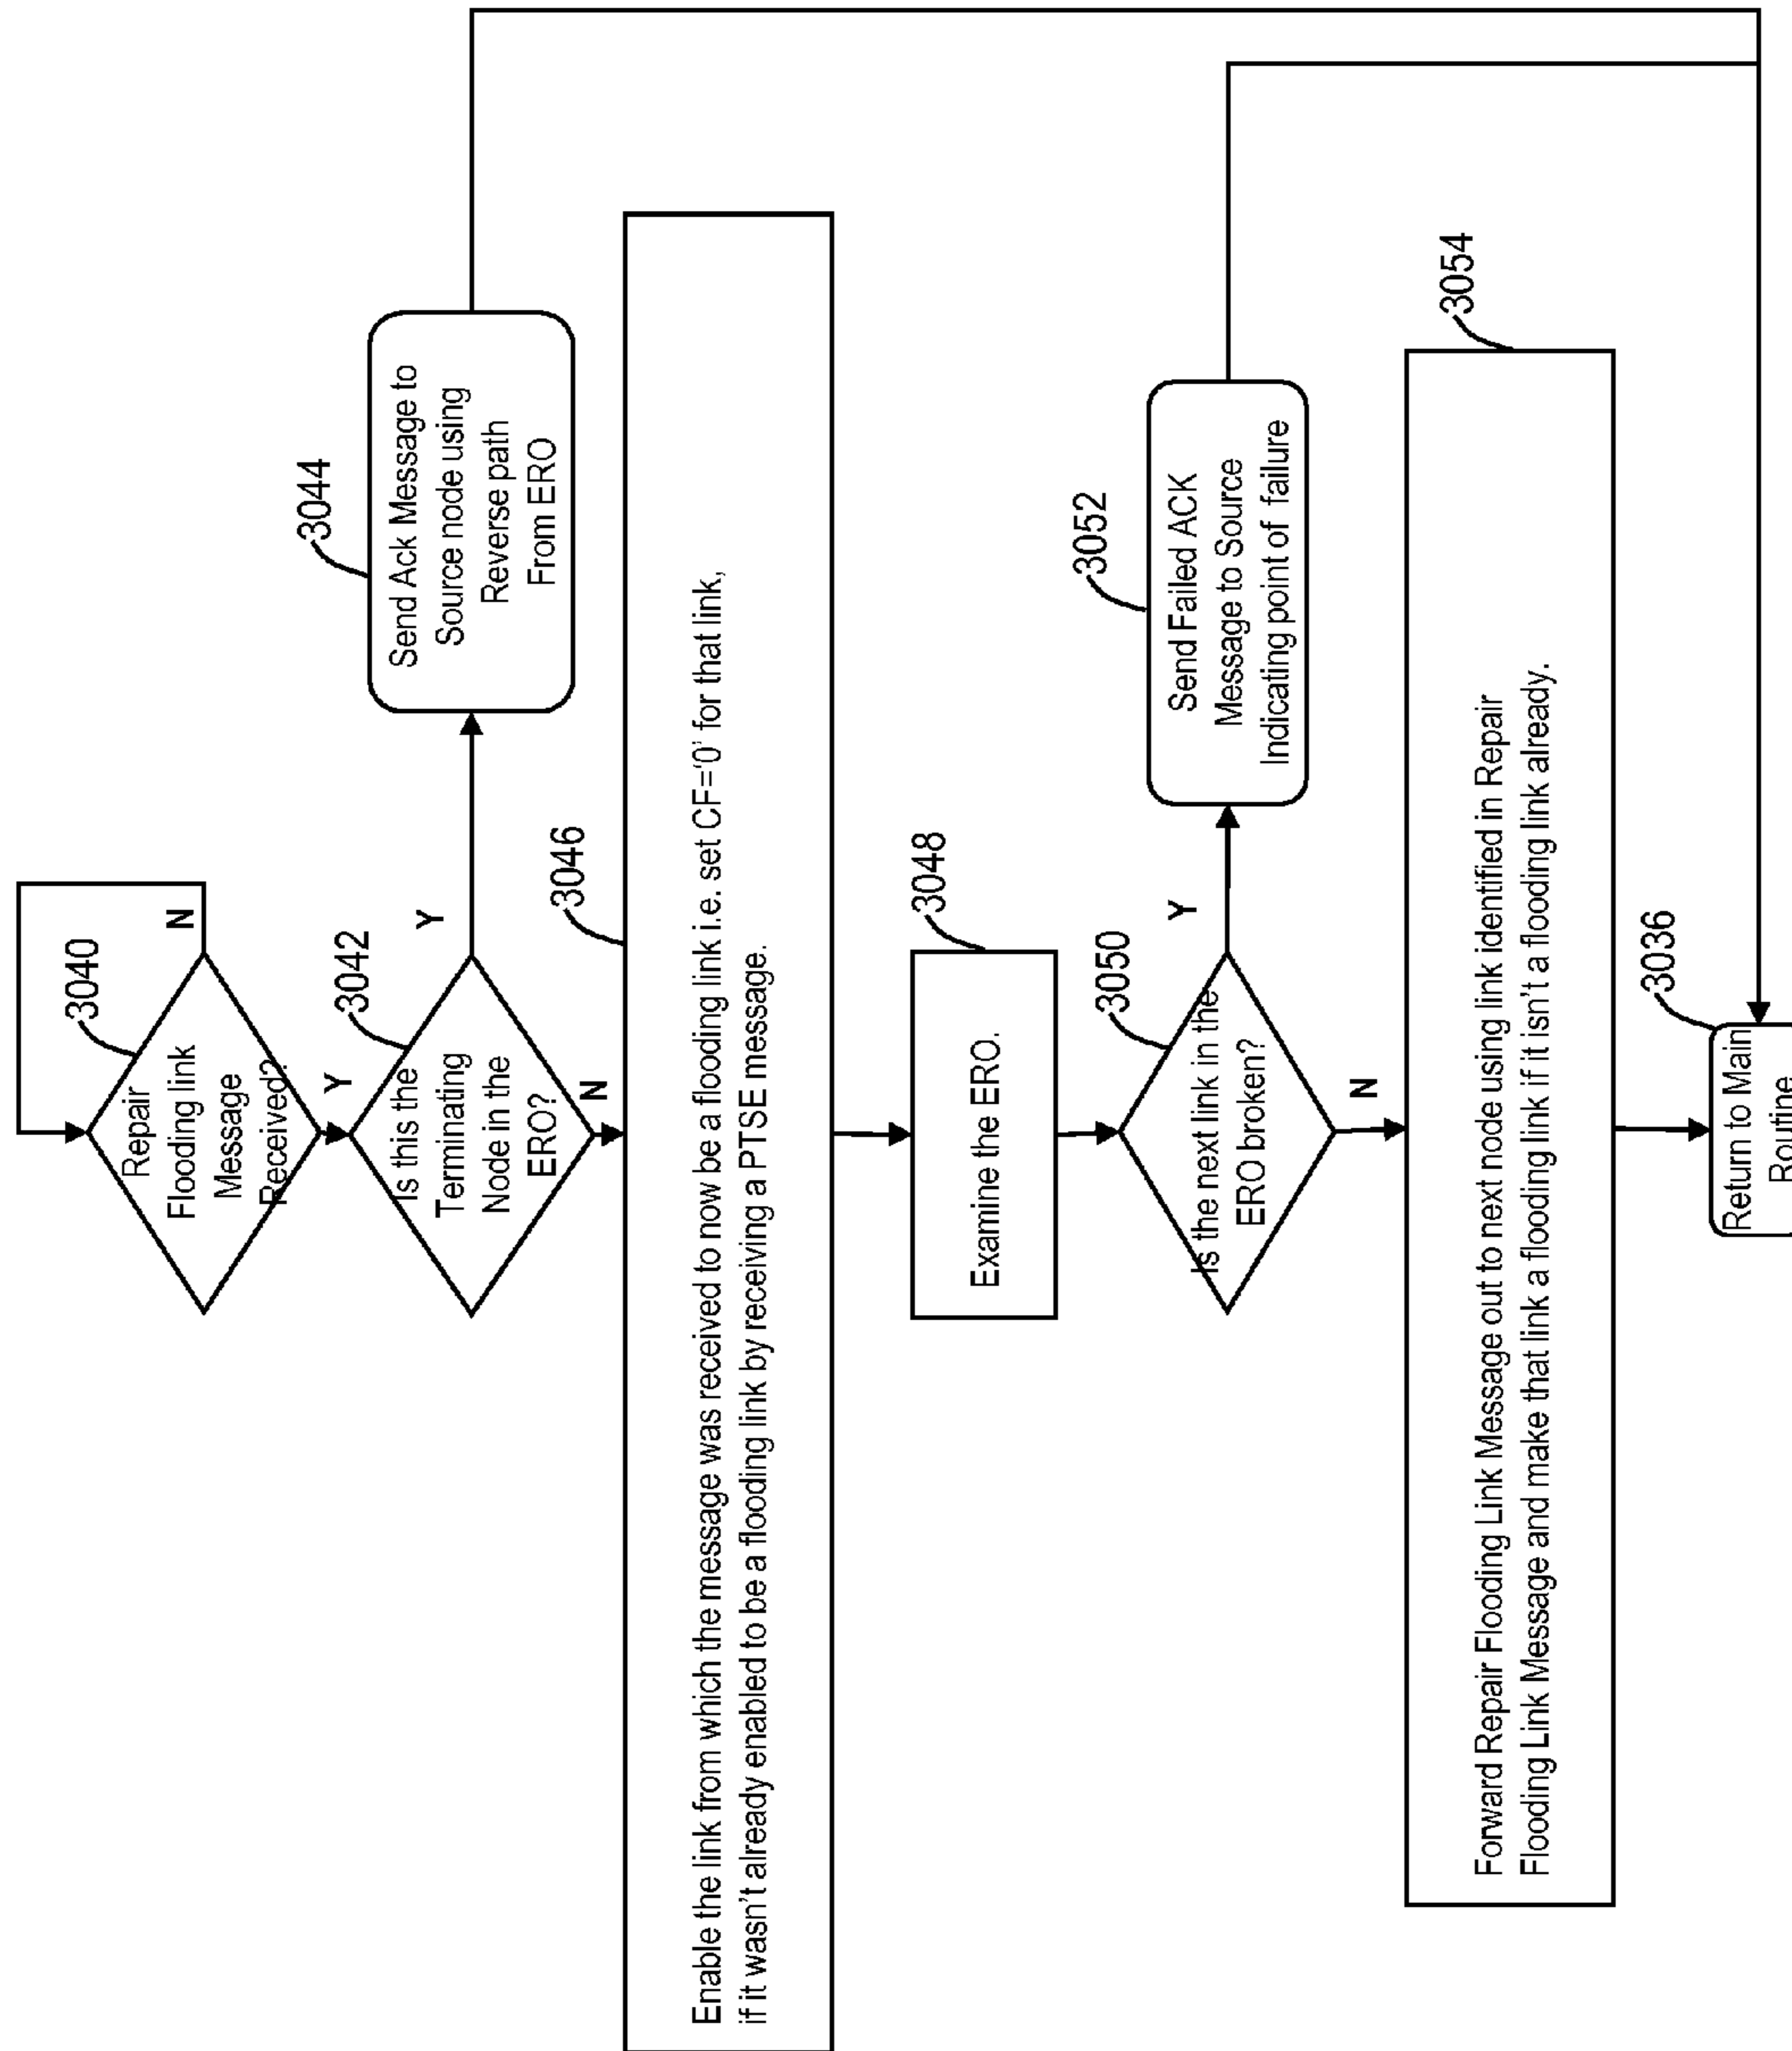 3040
Repair
Flooding link
Message
Received?
N
Y
3042
Is this the
Terminating
Node in the
ERO?
Y
N
3044
Send Ack Message to
Source node using
Reverse path
From ERO
3046
Enable the link from which the message was received to now be a flooding link i.e. set CF='0' for that link,
if it wasn't already enabled to be a flooding link by receiving a PTSE message.
3048
Examine the ERO.
3050
Is the next link in the
ERO broken?
Y
N
3052
Send Failed ACK
Message to Source
Indicating point of failure
3054
Forward Repair Flooding Link Message out to next node using link identified in Repair
Flooding Link Message and make that link a flooding link if it isn't a flooding link already.
3036
Return to Main
Routine